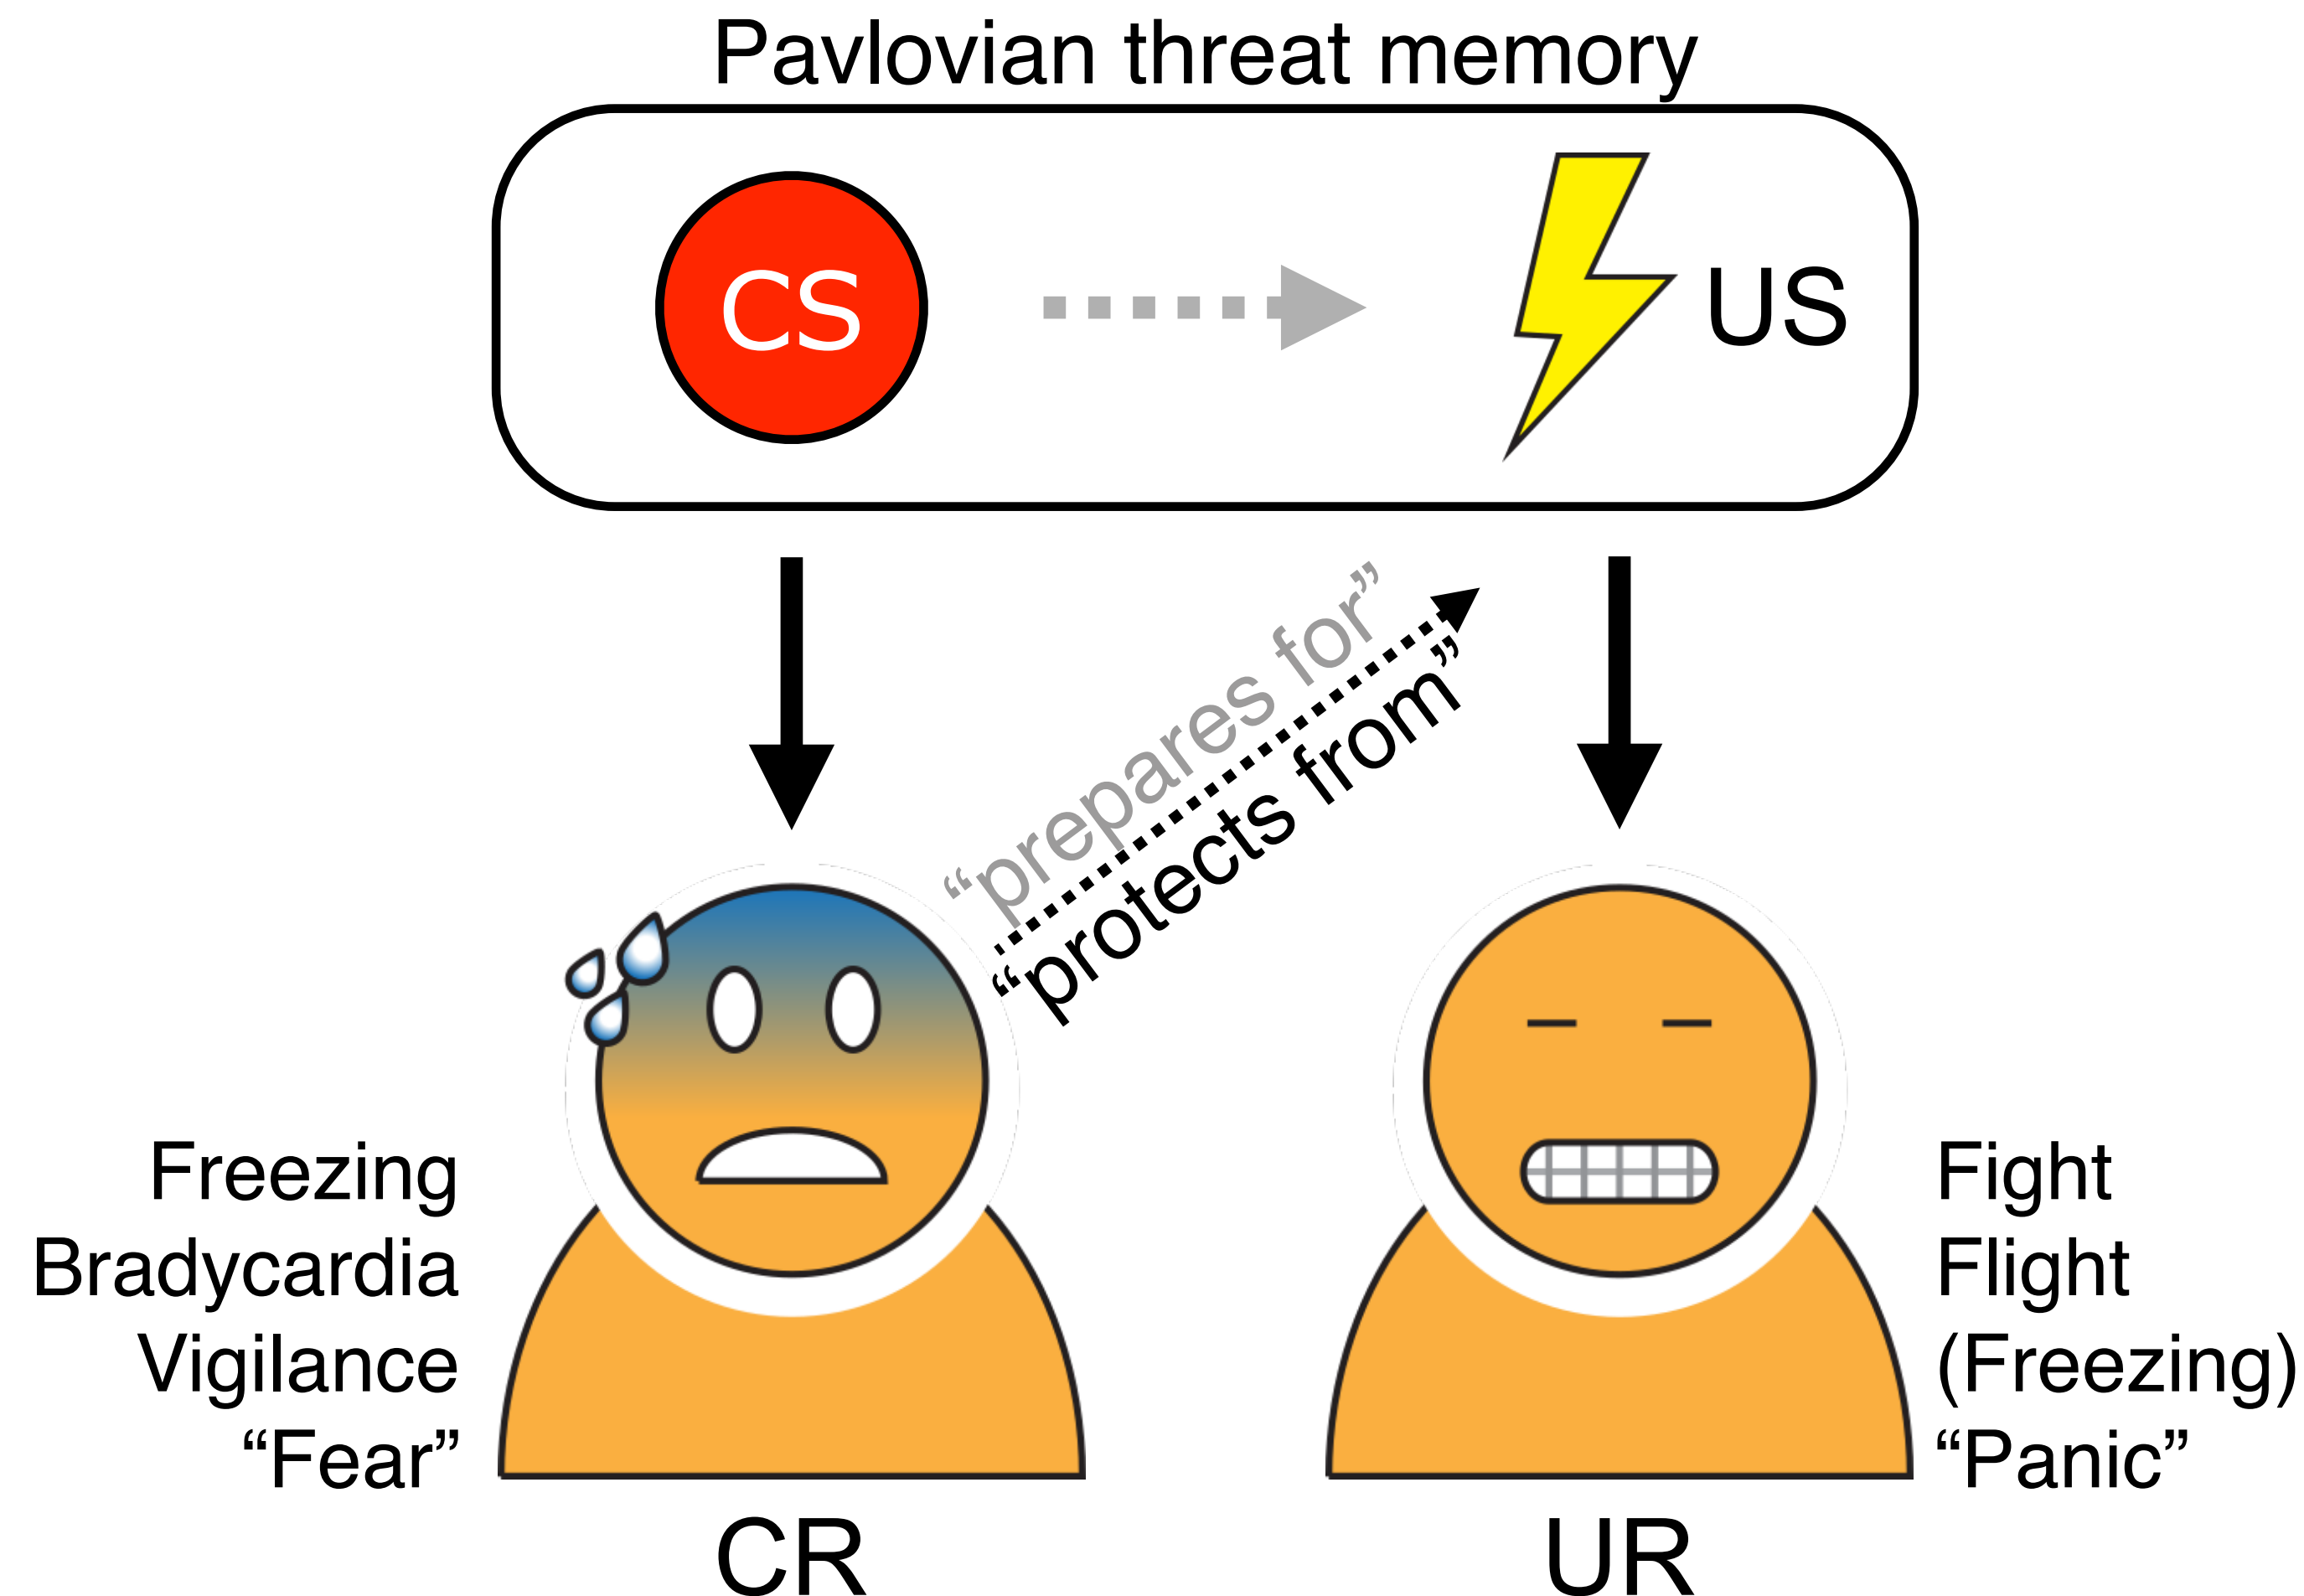 Pavlovian threat memory
CS
US
“prepares for”
“protects from”
Freezing
Bradycardia
Vigilance
“Fear”
Fight
Flight
(Freezing)
“Panic”
CR
UR